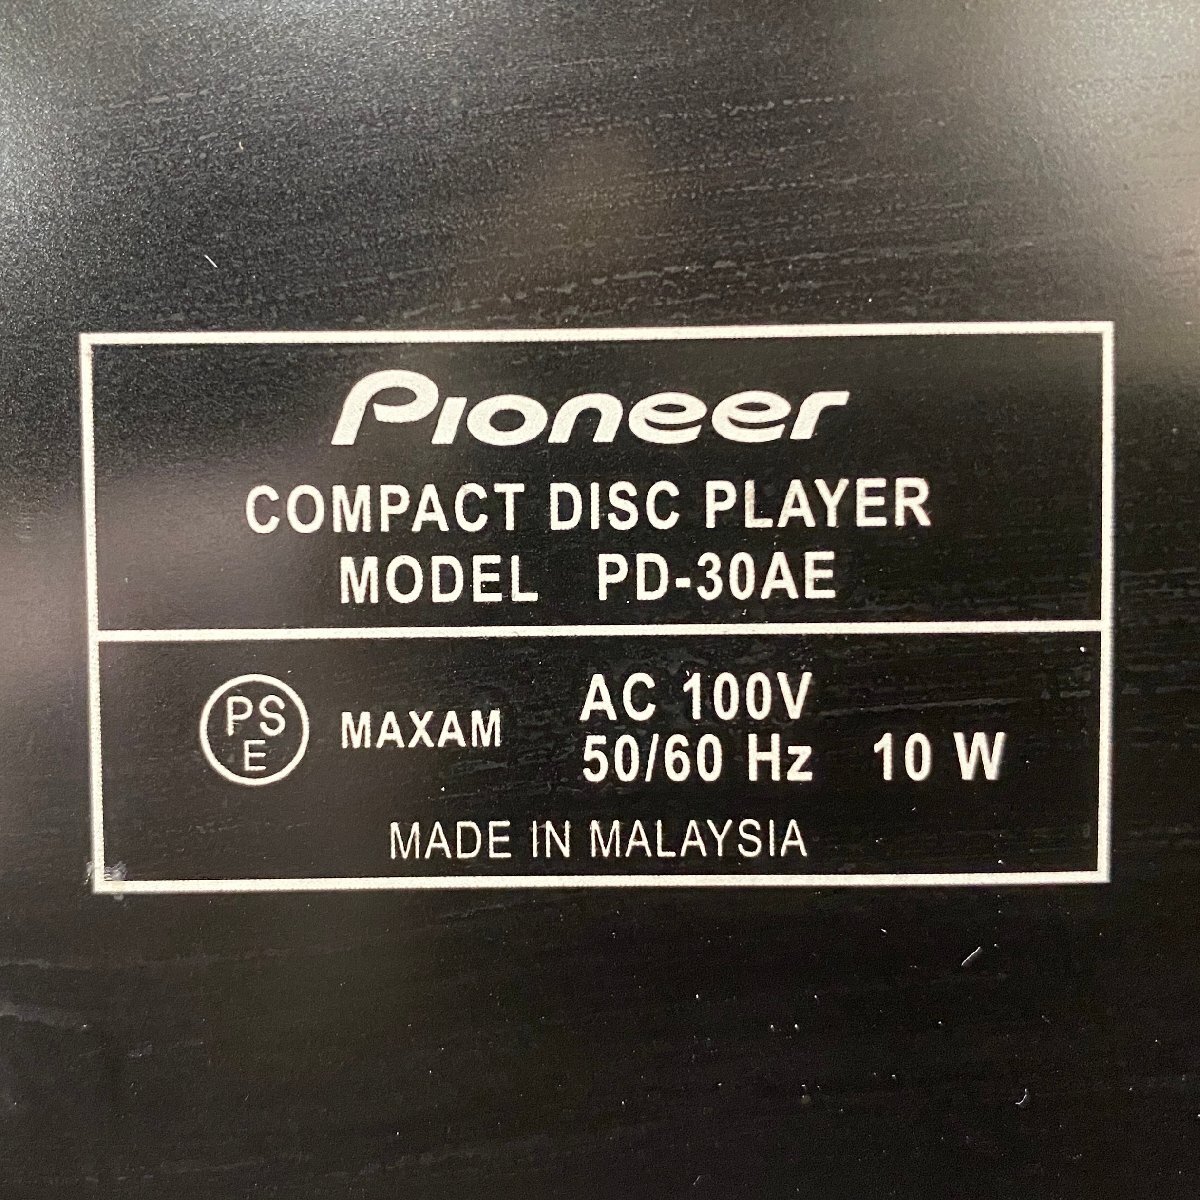 Pioneer
COMPACT DISC PLAYER
MODEL PD-30AE
PS
E
MAXAM
AC 100V
50/60 Hz 10 W
MADE IN MALAYSIA